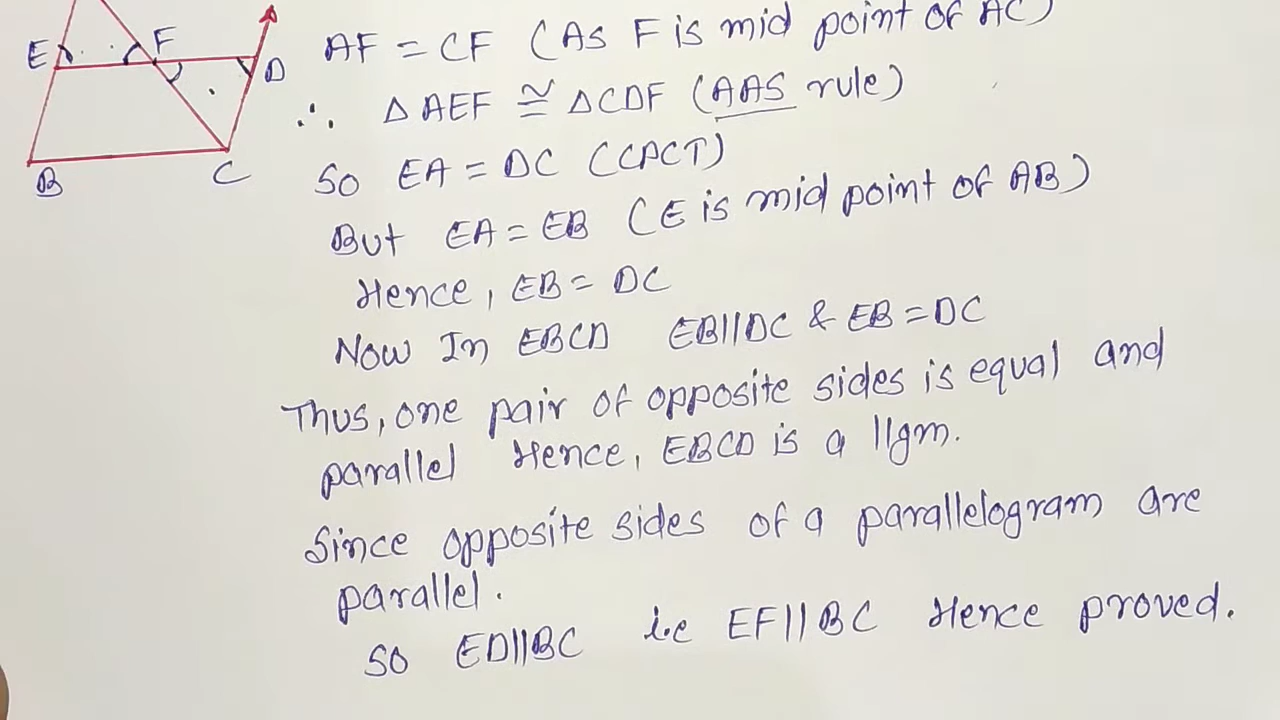 E
F
D
B
C
AF = CF (As F is mid point of AC)
∴ △AEF ≅ △CDF (AAS rule)
So EA = DC (CPCT)
But EA = EB (E is mid point of AB)
Hence, EB = DC
Now In EBCD EB||DC & EB = DC
Thus, one pair of opposite sides is equal and
parallel Hence, EBCD is a ||gm.
Since opposite sides of a parallelogram are
parallel.
So ED||BC i.e EF||BC Hence proved.